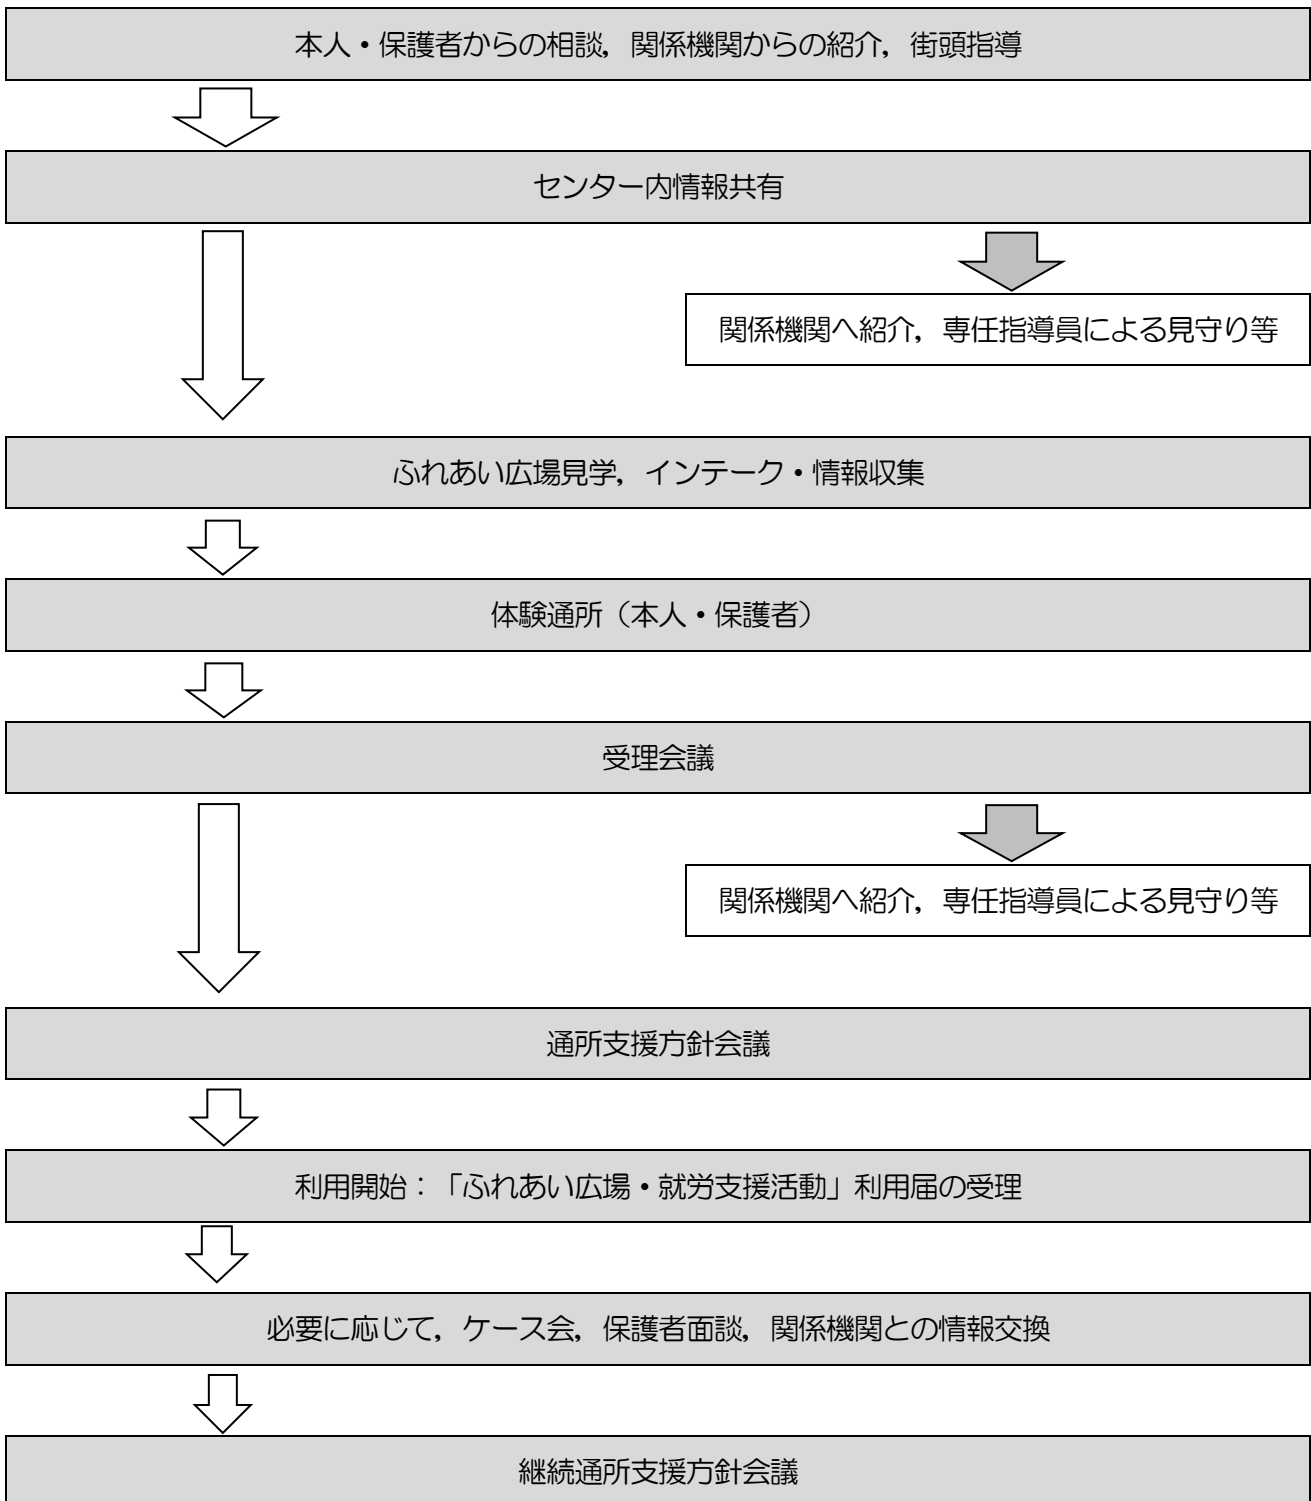 本人・保護者からの相談，関係機関からの紹介，街頭指導
センター内情報共有
関係機関へ紹介，専任指導員による見守り等
ふれあい広場見学，インテーク・情報収集
体験通所（本人・保護者）
受理会議
関係機関へ紹介，専任指導員による見守り等
通所支援方針会議
利用開始：「ふれあい広場・就労支援活動」利用届の受理
必要に応じて，ケース会，保護者面談，関係機関との情報交換
継続通所支援方針会議